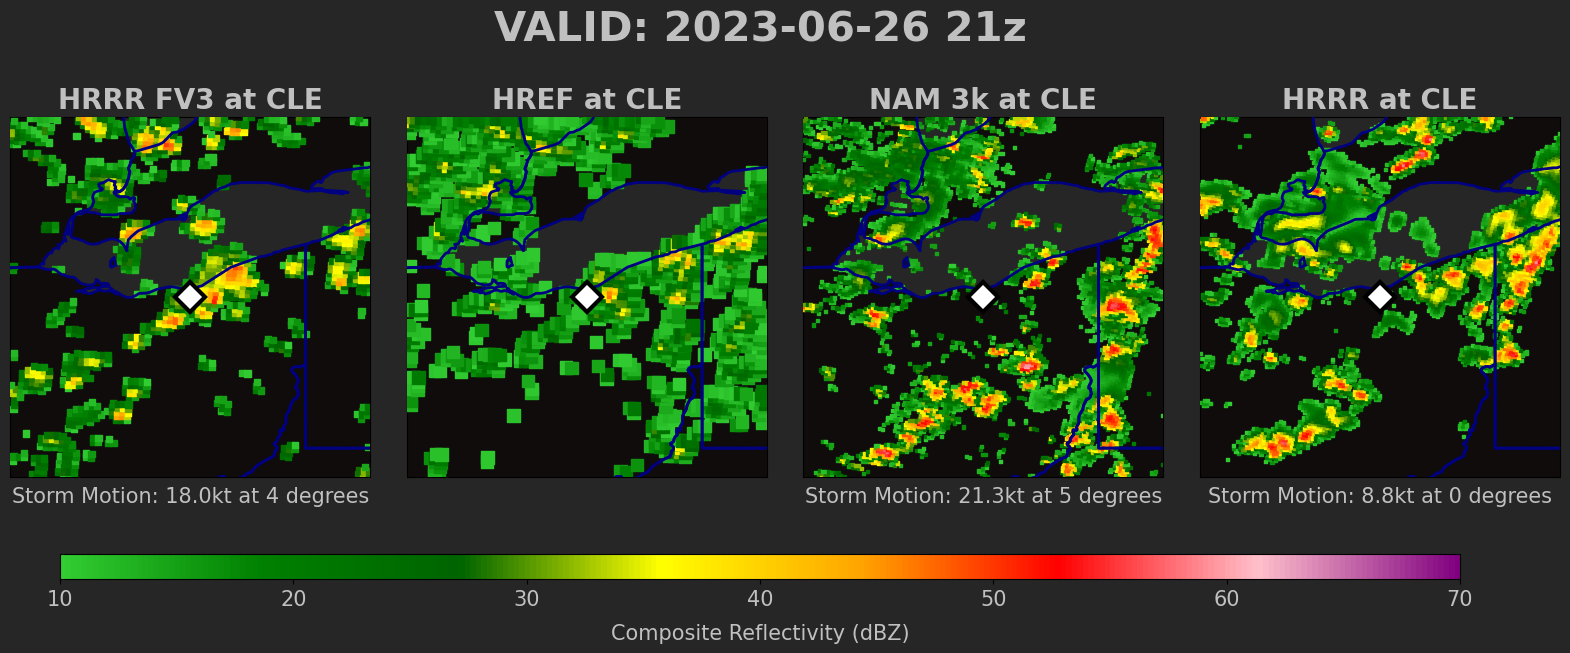 VALID: 2023-06-26 21z
HRRR FV3 at CLE
HREF at CLE
NAM 3k at CLE
HRRR at CLE
Storm Motion: 18.0kt at 4 degrees
Storm Motion: 21.3kt at 5 degrees
Storm Motion: 8.8kt at 0 degrees
10 20 30 40 50 60 70
Composite Reflectivity (dBZ)